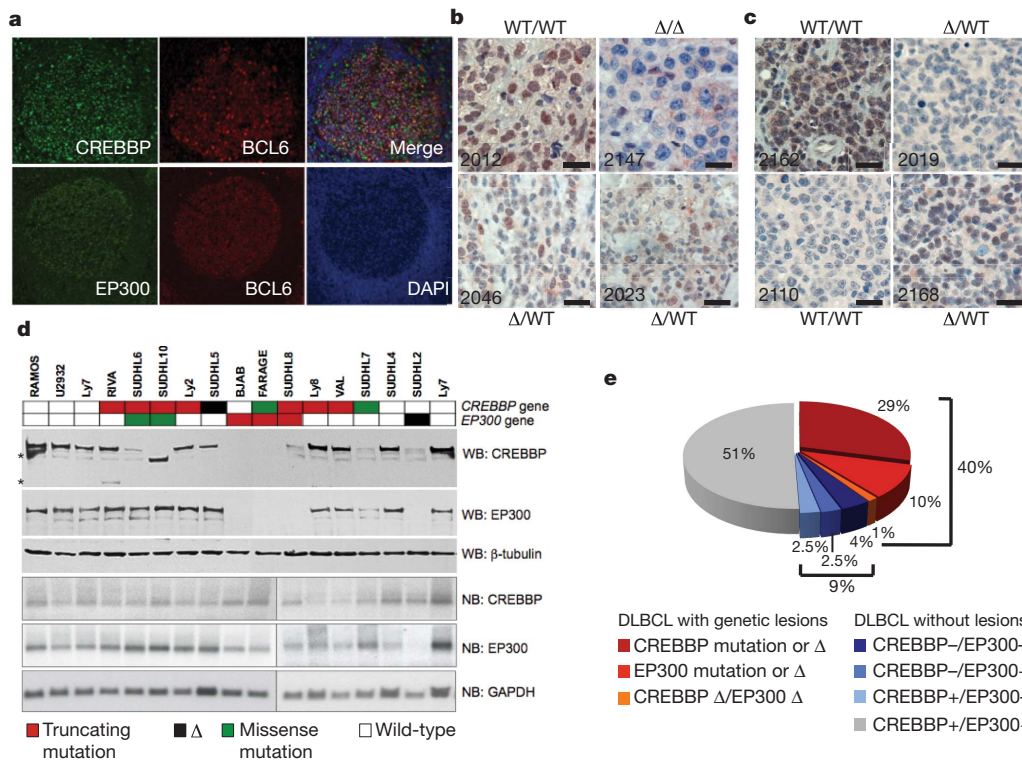 a
CREBBP
BCL6
Merge
EP300
BCL6
DAPI
b
WT/WT
Δ/Δ
2012
2147
2046
2023
Δ/WT
Δ/WT
c
WT/WT
Δ/WT
2162
2019
2110
2168
WT/WT
Δ/WT
d
RAMOS
U2932
Ly7
RIVA
SUDHL6
SUDHL10
Ly2
SUDHL5
BJAB
FARAGE
SUDHL8
Ly8
VAL
SUDHL7
SUDHL4
SUDHL2
Ly7
CREBBP gene
EP300 gene
*
*
WB: CREBBP
WB: EP300
WB: β-tubulin
NB: CREBBP
NB: EP300
NB: GAPDH
Truncating mutation
Δ
Missense mutation
Wild-type
e
29%
40%
51%
10%
1%
4%
2.5%
2.5%
9%
DLBCL with genetic lesions
CREBBP mutation or Δ
EP300 mutation or Δ
CREBBP Δ/EP300 Δ
DLBCL without lesions
CREBBP–/EP300-
CREBBP–/EP300-
CREBBP+/EP300-
CREBBP+/EP300-